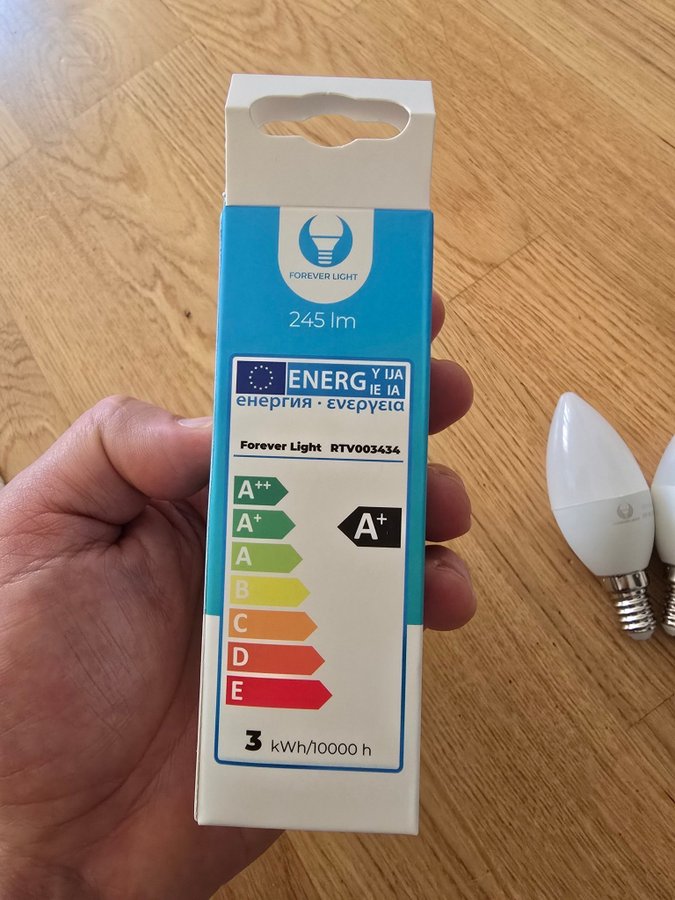 FOREVER LIGHT
245 lm
ENERG Y IJA
IE IA
енергия · ενεργεια
Forever Light RTV003434
A++
A+ A+
A
B
C
D
E
3 kWh/10000 h